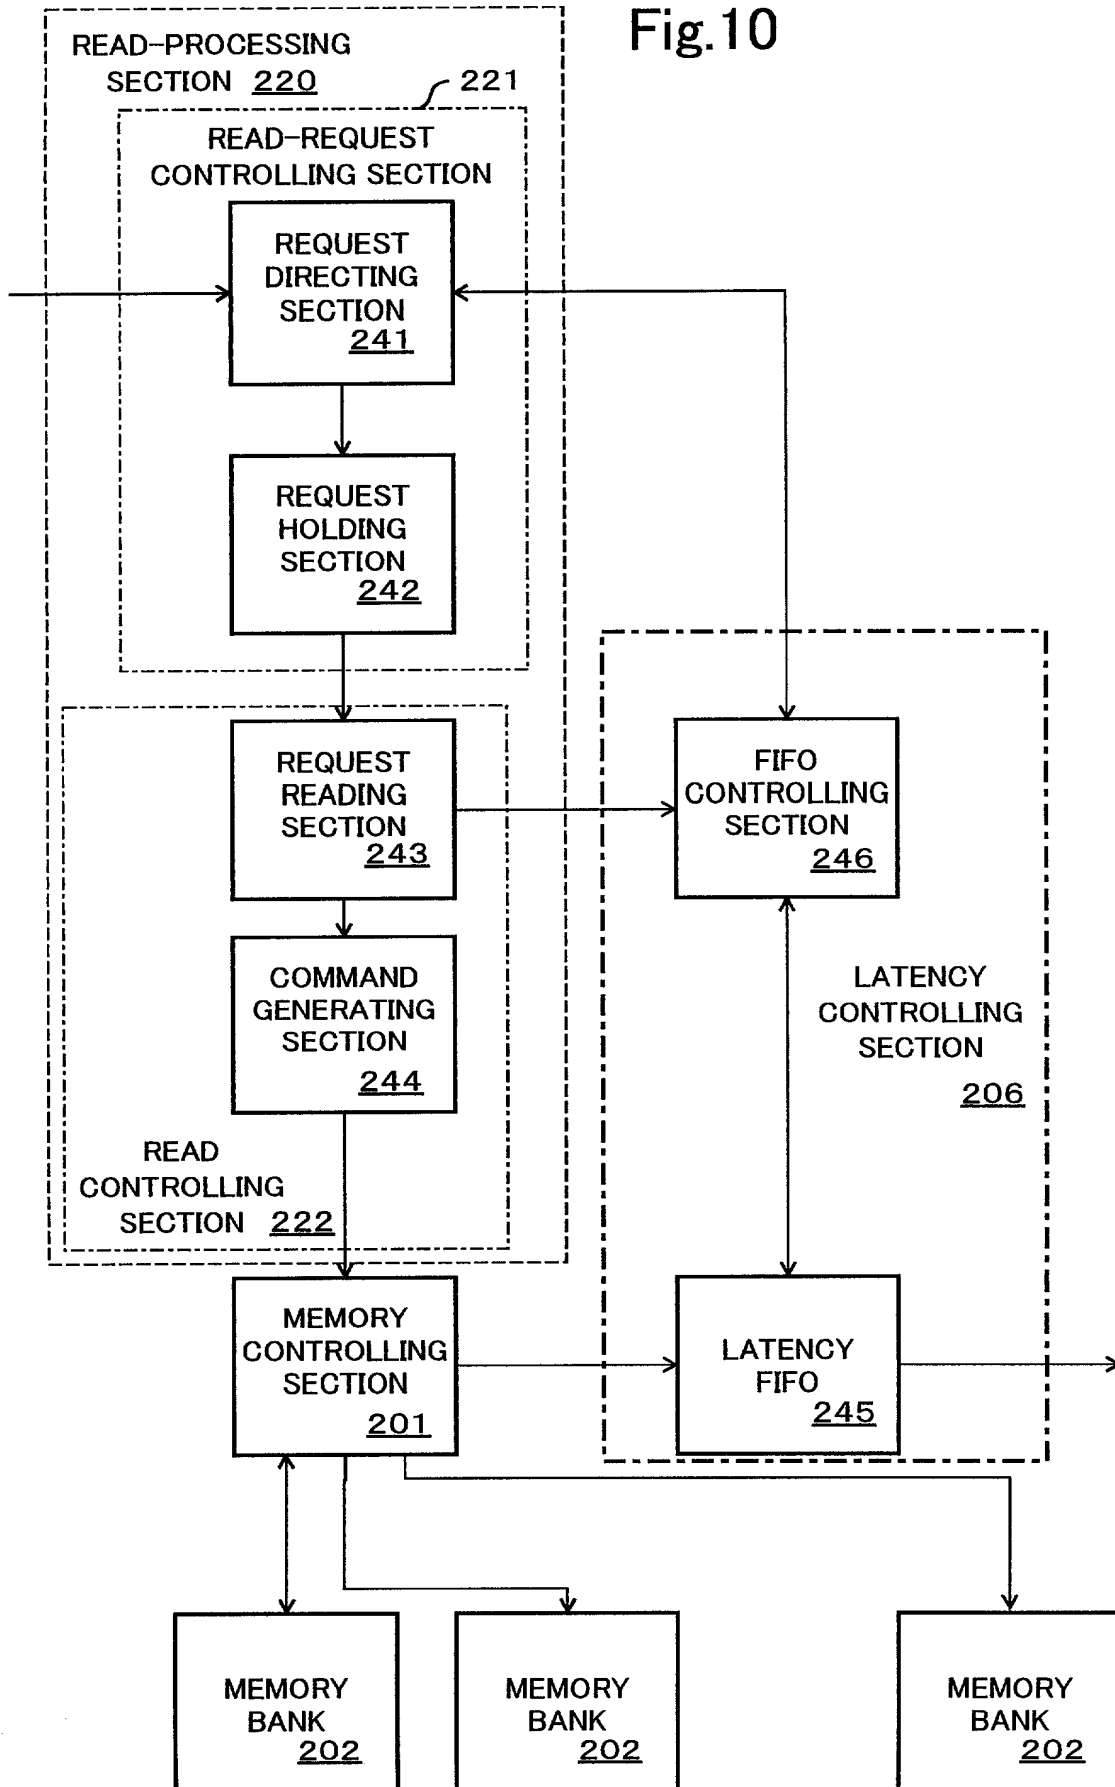 Fig.10
READ-PROCESSING
SECTION 220
221
READ-REQUEST
CONTROLLING SECTION
REQUEST
DIRECTING
SECTION
241
REQUEST
HOLDING
SECTION
242
REQUEST
READING
SECTION
243
FIFO
CONTROLLING
SECTION
246
COMMAND
GENERATING
SECTION
244
LATENCY
CONTROLLING
SECTION
206
READ
CONTROLLING
SECTION 222
MEMORY
CONTROLLING
SECTION
201
LATENCY
FIFO
245
MEMORY
BANK
202
MEMORY
BANK
202
MEMORY
BANK
202